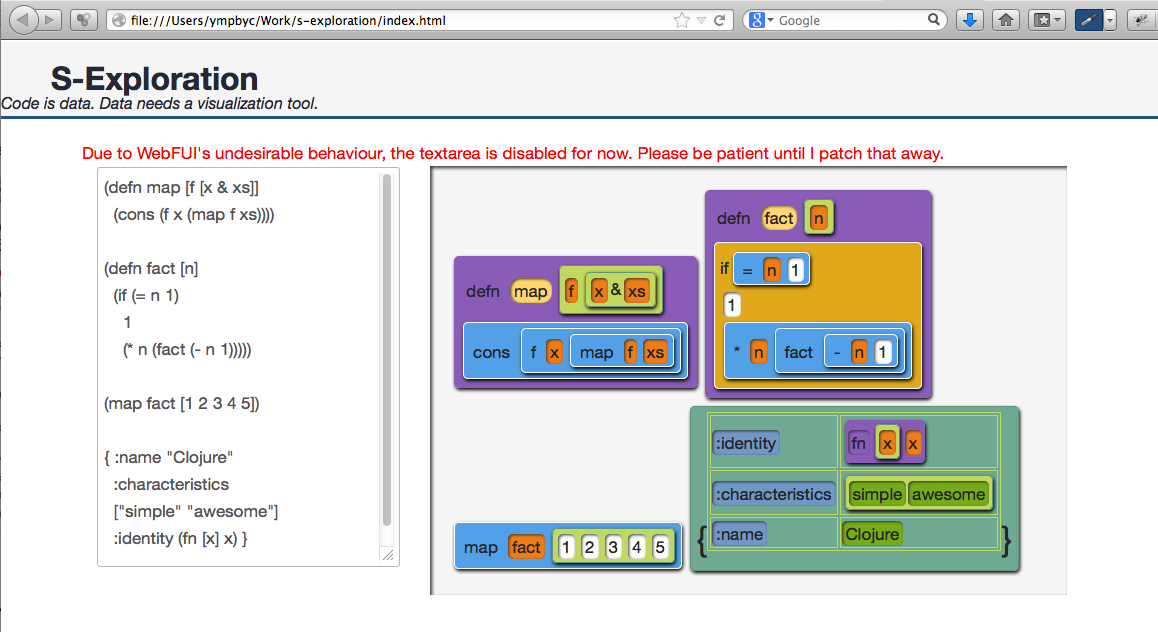 file:///Users/ympbyc/Work/s-exploration/index.html
Google
S-Exploration
Code is data. Data needs a visualization tool.
Due to WebFUI's undesirable behaviour, the textarea is disabled for now. Please be patient until I patch that away.
(defn map [f [x & xs]]
(cons (f x (map f xs))))
(defn fact [n]
(if (= n 1)
1
(* n (fact (- n 1)))))
(map fact [1 2 3 4 5])
{ :name "Clojure"
:characteristics
["simple" "awesome"]
:identity (fn [x] x) }
defn map f x & xs
cons f x map f xs
defn fact n
if = n 1
1
* n fact - n 1
map fact 1 2 3 4 5
{
:identity fn x x
:characteristics simple awesome
:name Clojure
}